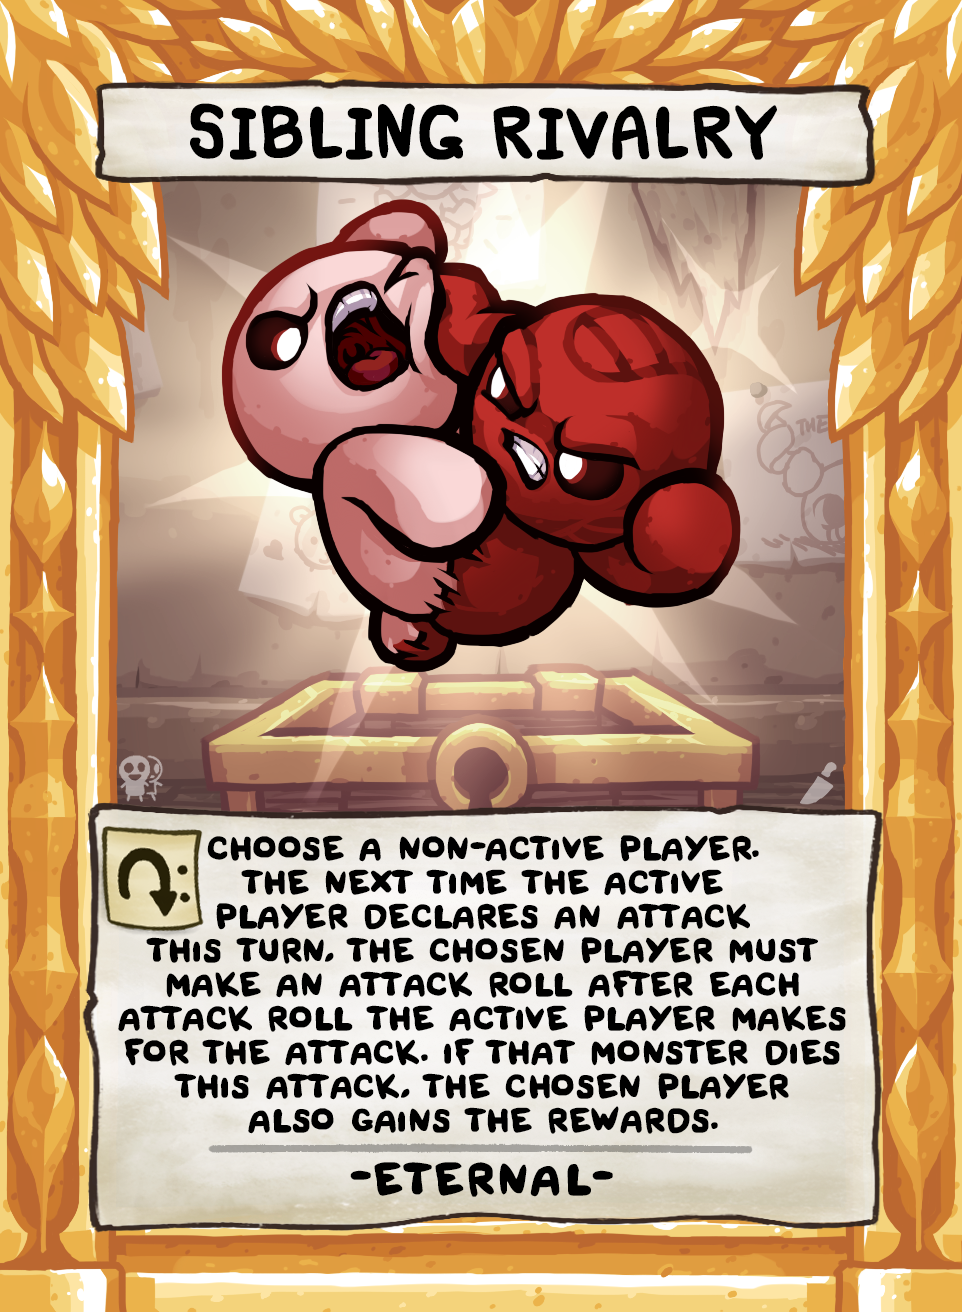 SIBLING RIVALRY
THE
: CHOOSE A NON-ACTIVE PLAYER.
THE NEXT TIME THE ACTIVE
PLAYER DECLARES AN ATTACK
THIS TURN, THE CHOSEN PLAYER MUST
MAKE AN ATTACK ROLL AFTER EACH
ATTACK ROLL THE ACTIVE PLAYER MAKES
FOR THE ATTACK. IF THAT MONSTER DIES
THIS ATTACK, THE CHOSEN PLAYER
ALSO GAINS THE REWARDS.
-ETERNAL-